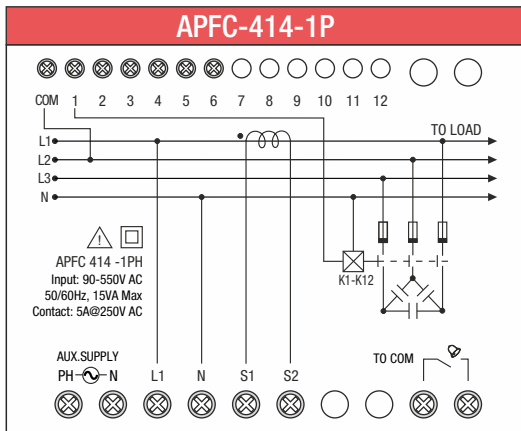 APFC-414-1P
COM 1 2 3 4 5 6 7 8 9 10 11 12
L1 TO LOAD
L2
L3
N
APFC 414 -1PH
Input: 90-550V AC
50/60Hz, 15VA Max
Contact: 5A@250V AC
K1-K12
AUX.SUPPLY
PH N L1 N S1 S2 TO COM